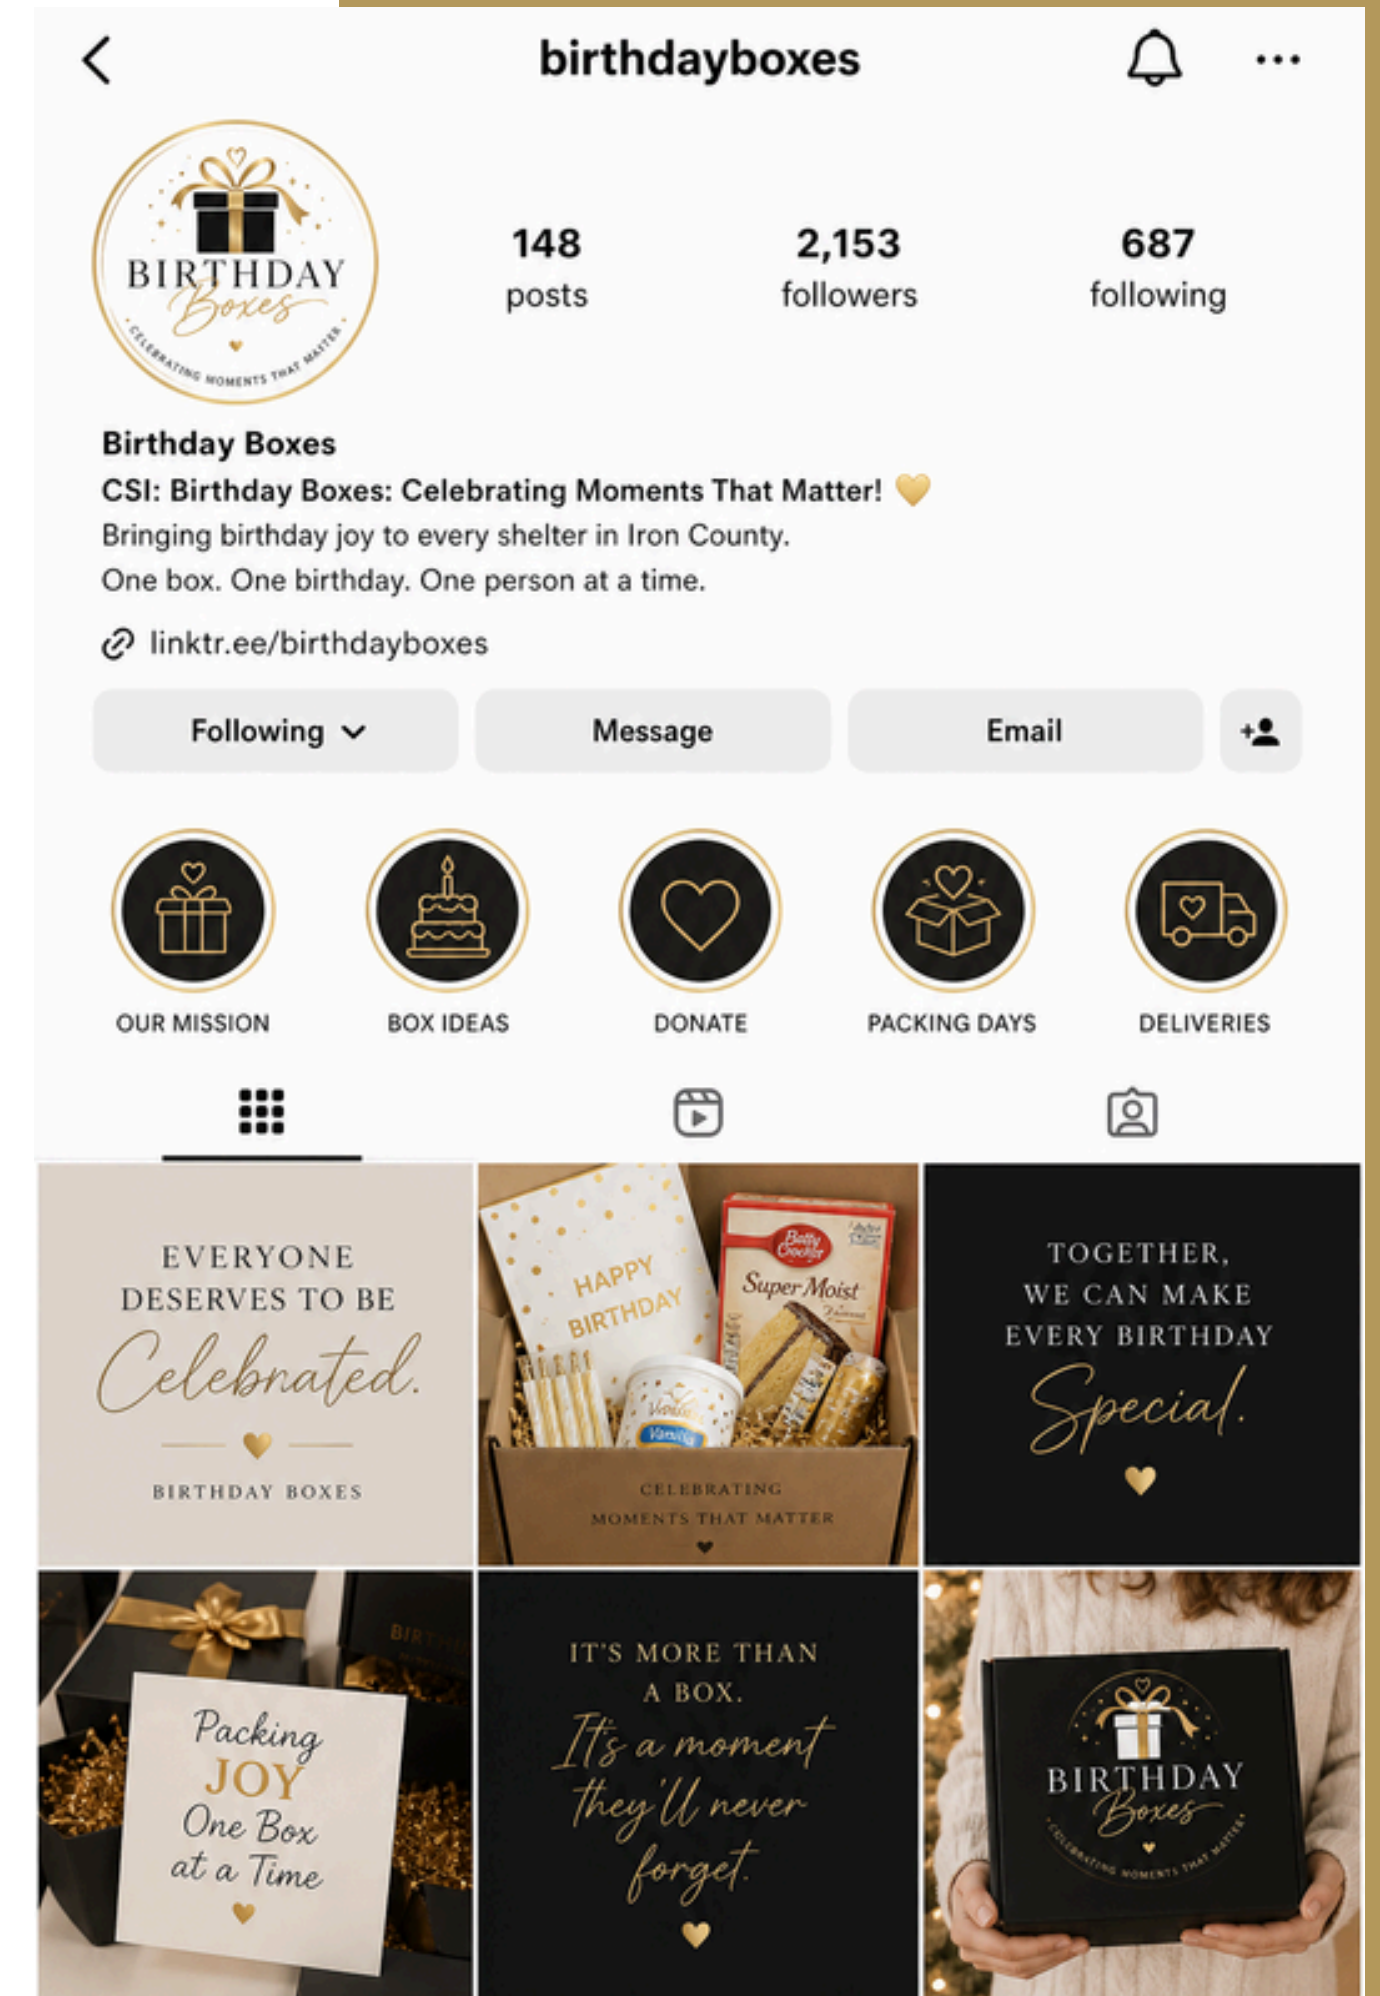 birthdayboxes
BIRTHDAY
Boxes
CELEBRATING MOMENTS THAT MATTER
148
posts
2,153
followers
687
following
Birthday Boxes
CSI: Birthday Boxes: Celebrating Moments That Matter! 💛
Bringing birthday joy to every shelter in Iron County.
One box. One birthday. One person at a time.
linktr.ee/birthdayboxes
Following
Message
Email
OUR MISSION
BOX IDEAS
DONATE
PACKING DAYS
DELIVERIES
EVERYONE
DESERVES TO BE
Celebrated.
BIRTHDAY BOXES
HAPPY
BIRTHDAY
Betty
Crocker
Super Moist
Vanilla
CELEBRATING
MOMENTS THAT MATTER
TOGETHER,
WE CAN MAKE
EVERY BIRTHDAY
Special.
Packing
JOY
One Box
at a Time
IT'S MORE THAN
A BOX.
It's a moment
they'll never
forget.
BIRTHDAY
Boxes
CELEBRATING MOMENTS THAT MATTER